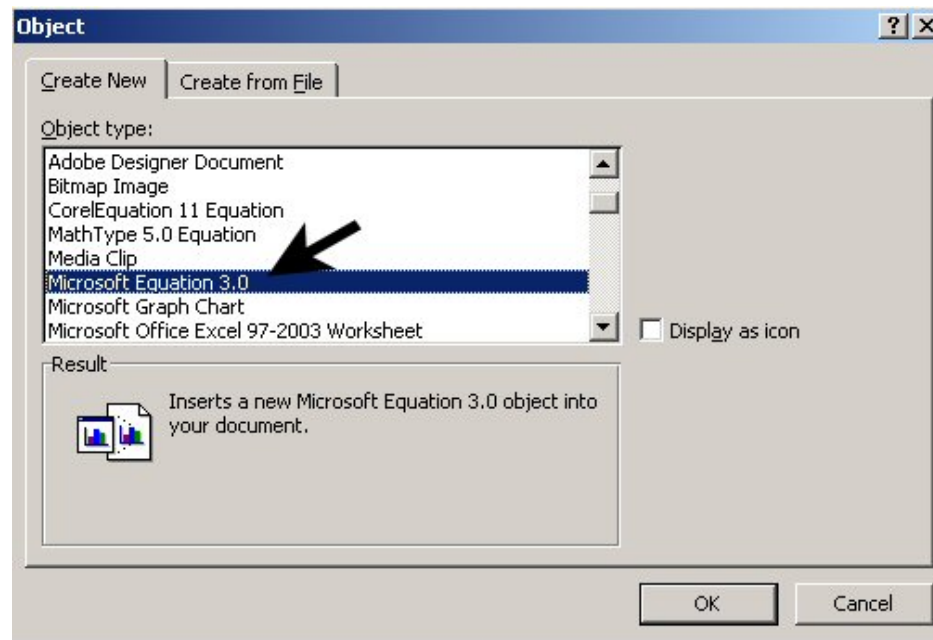 Object
Create New
Create from File
Object type:
Adobe Designer Document
Bitmap Image
CorelEquation 11 Equation
MathType 5.0 Equation
Media Clip
Microsoft Equation 3.0
Microsoft Graph Chart
Microsoft Office Excel 97-2003 Worksheet
Display as icon
Result
Inserts a new Microsoft Equation 3.0 object into
your document.
OK
Cancel